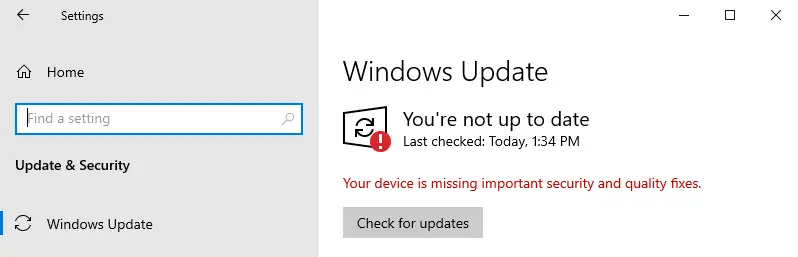 Settings
Home
Find a setting
Update & Security
Windows Update
Windows Update
You're not up to date
Last checked: Today, 1:34 PM
Your device is missing important security and quality fixes.
Check for updates